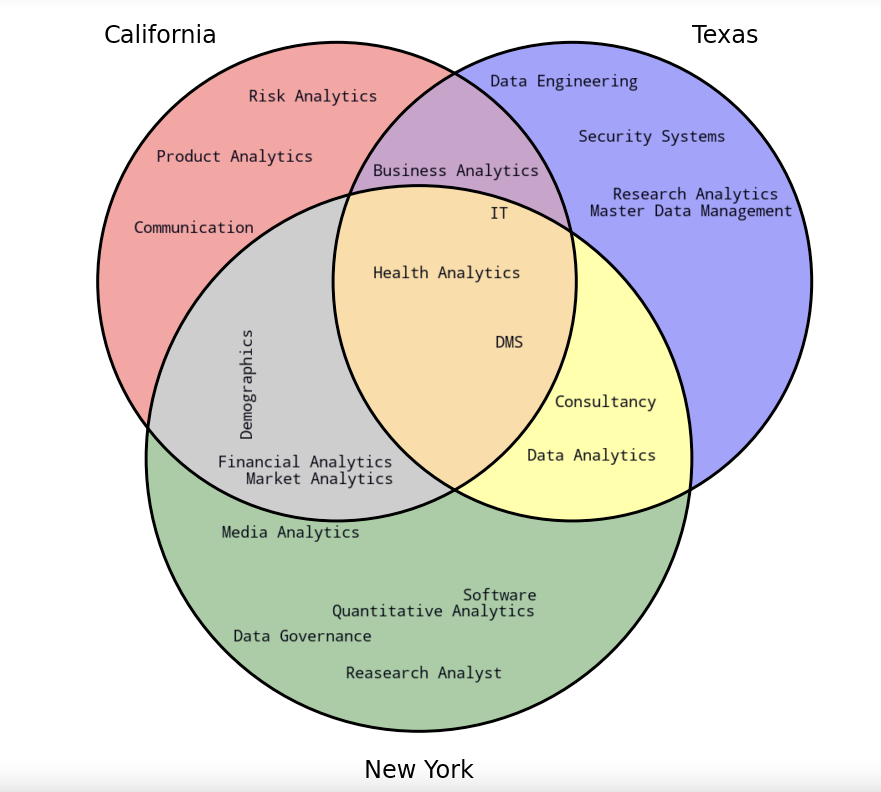 California
Texas
Data Engineering
Risk Analytics
Security Systems
Product Analytics
Business Analytics
Research Analytics
Master Data Management
IT
Communication
Health Analytics
DMS
Demographics
Consultancy
Data Analytics
Financial Analytics
Market Analytics
Media Analytics
Software
Quantitative Analytics
Data Governance
Reasearch Analyst
New York